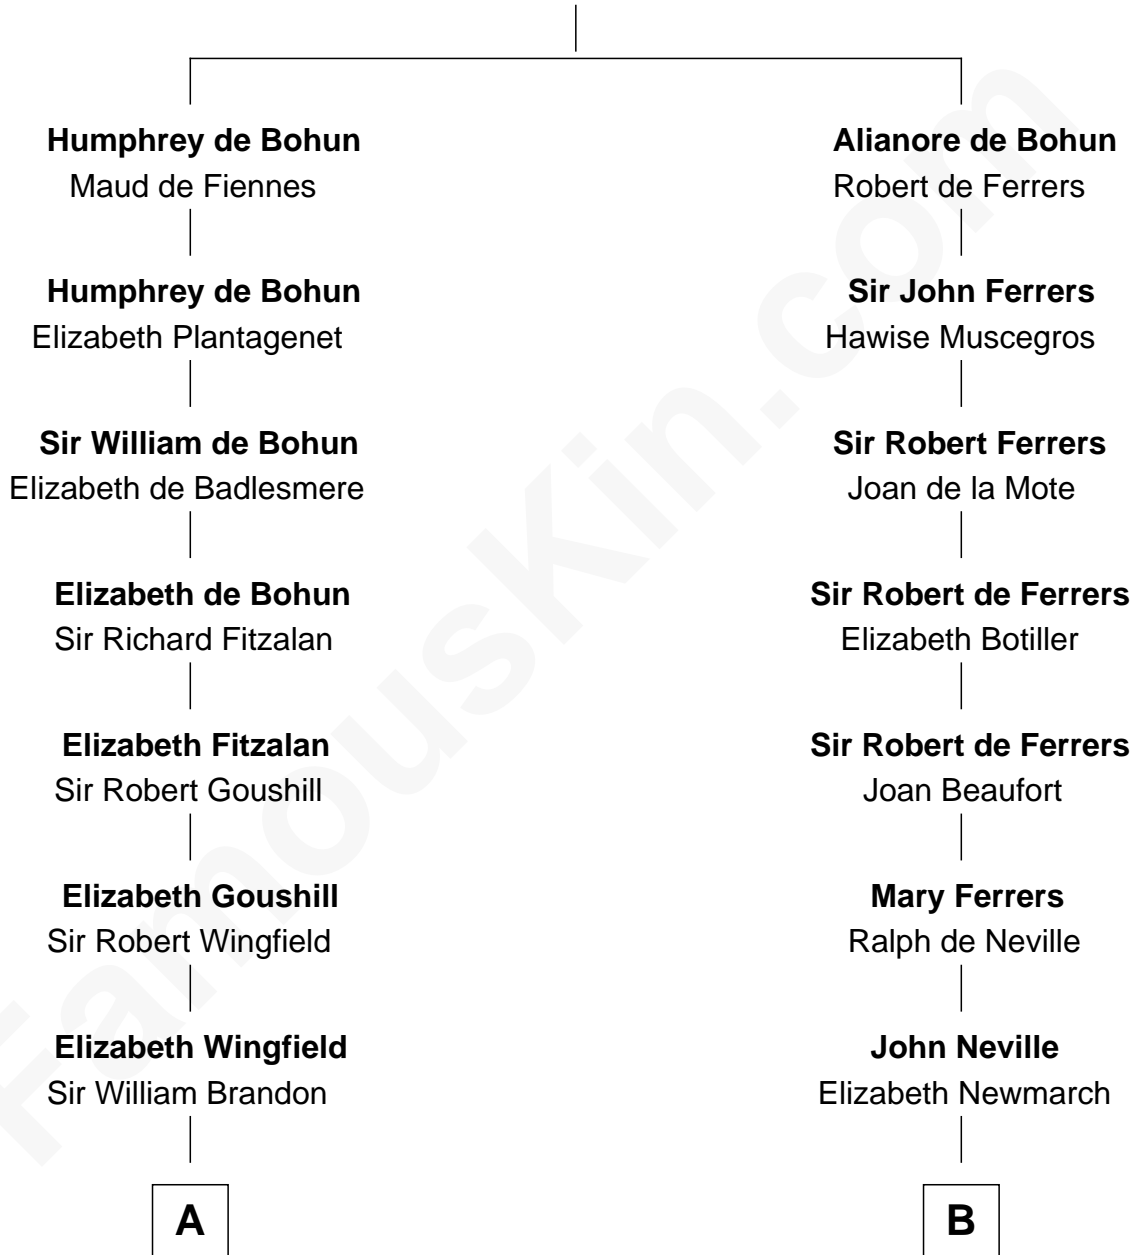 Humphrey de Bohun
Maud de Fiennes
Alianore de Bohun
Robert de Ferrers
Humphrey de Bohun
Elizabeth Plantagenet
Sir John Ferrers
Hawise Muscegros
Sir William de Bohun
Elizabeth de Badlesmere
Sir Robert Ferrers
Joan de la Mote
Elizabeth de Bohun
Sir Richard Fitzalan
Sir Robert de Ferrers
Elizabeth Botiller
Elizabeth Fitzalan
Sir Robert Goushill
Sir Robert de Ferrers
Joan Beaufort
Elizabeth Goushill
Sir Robert Wingfield
Mary Ferrers
Ralph de Neville
Elizabeth Wingfield
Sir William Brandon
John Neville
Elizabeth Newmarch
A
B
FamousKin.com